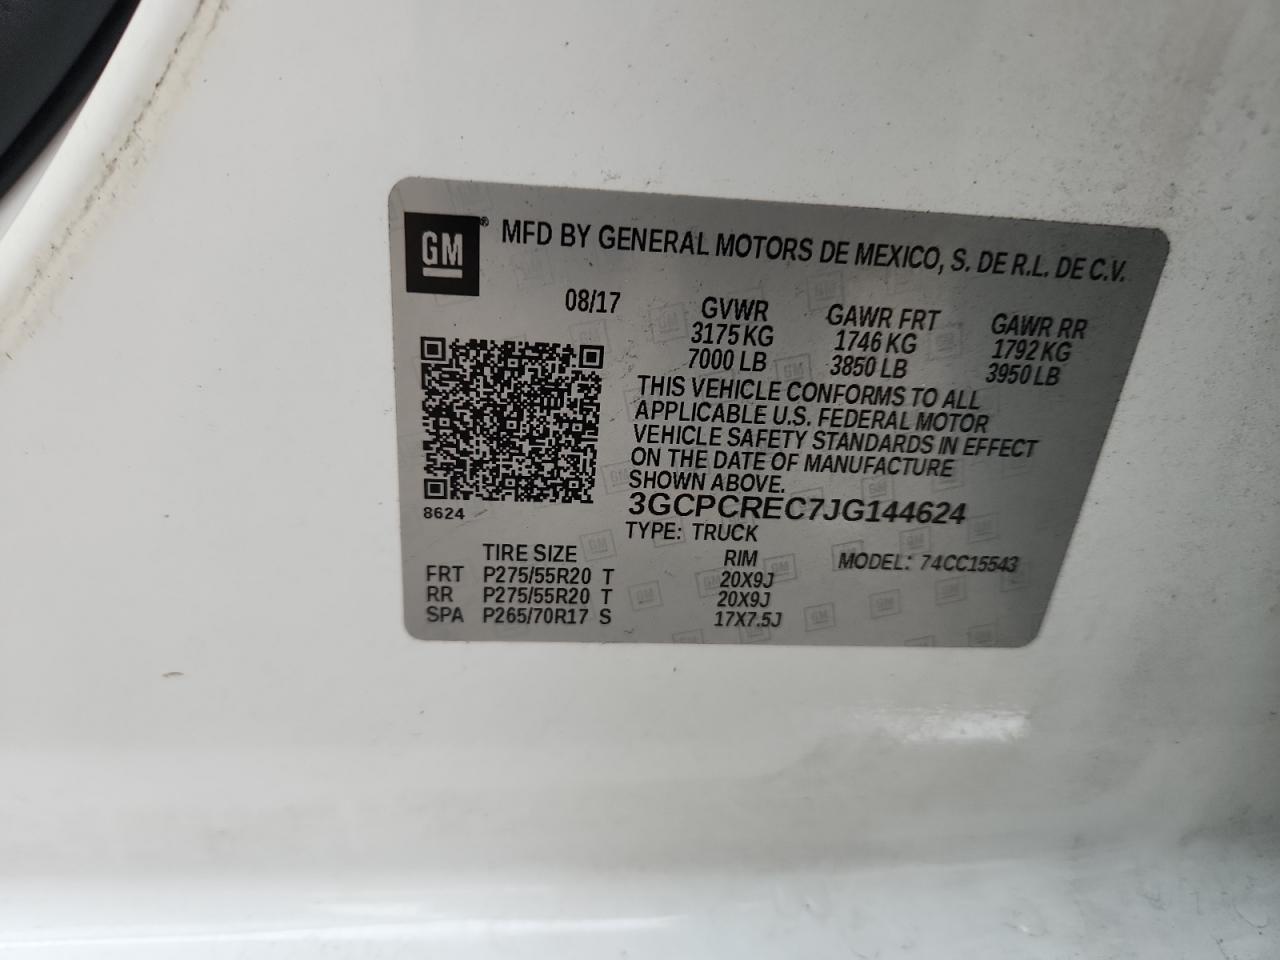 GM
® MFD BY GENERAL MOTORS DE MEXICO, S. DE R.L. DE C.V.
08/17 GVWR GAWR FRT GAWR RR
3175 KG 1746 KG 1792 KG
7000 LB 3850 LB 3950 LB
THIS VEHICLE CONFORMS TO ALL
APPLICABLE U.S. FEDERAL MOTOR
VEHICLE SAFETY STANDARDS IN EFFECT
ON THE DATE OF MANUFACTURE
SHOWN ABOVE.
8624
3GCPCREC7JG144624
TYPE: TRUCK
TIRE SIZE RIM MODEL: 74CC15543
FRT P275/55R20 T 20X9J
RR P275/55R20 T 20X9J
SPA P265/70R17 S 17X7.5J